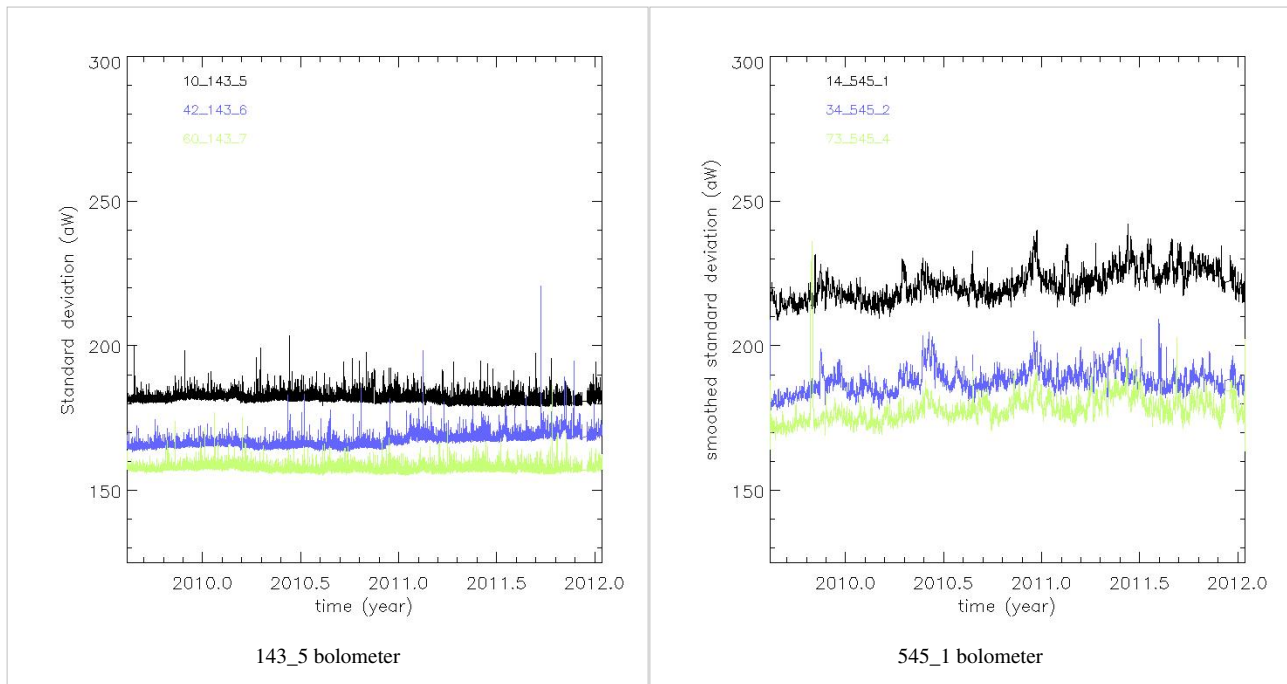 300
250
200
150
Standard deviation (aW)
10_143_5
42_143_6
60_143_7
2010.0 2010.5 2011.0 2011.5 2012.0
time (year)
143_5 bolometer
300
250
200
150
smoothed standard deviation (aW)
14_545_1
34_545_2
73_545_4
2010.0 2010.5 2011.0 2011.5 2012.0
time (year)
545_1 bolometer